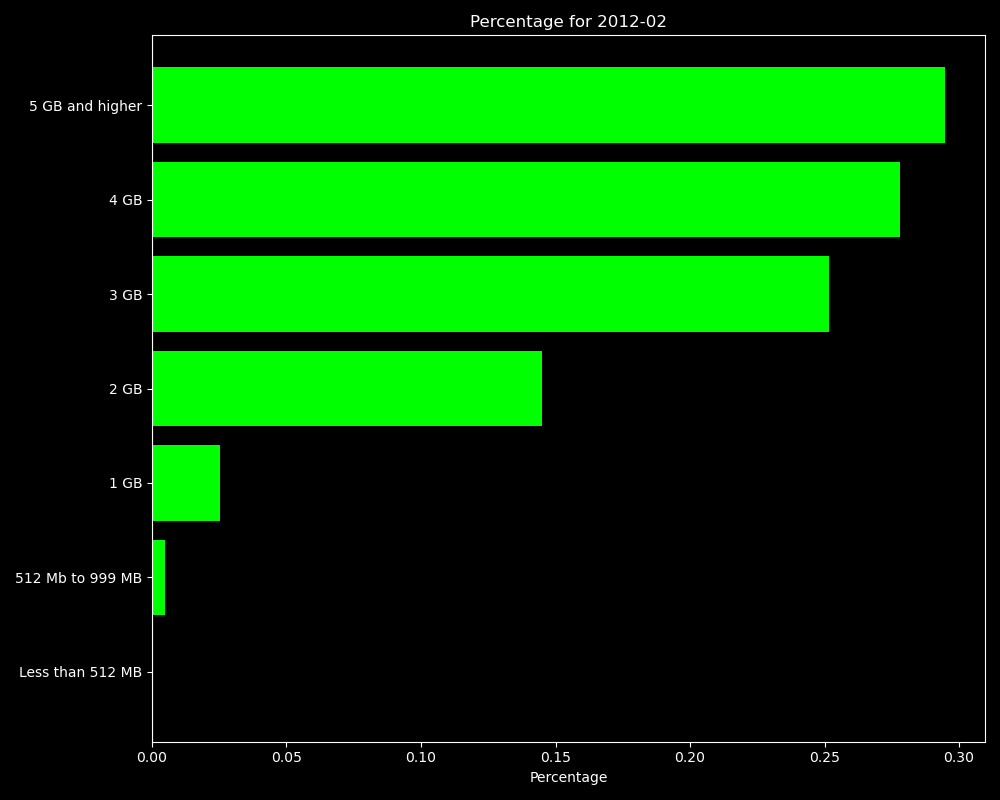 Percentage for 2012-02
5 GB and higher
4 GB
3 GB
2 GB
1 GB
512 Mb to 999 MB
Less than 512 MB
0.00 0.05 0.10 0.15 0.20 0.25 0.30
Percentage